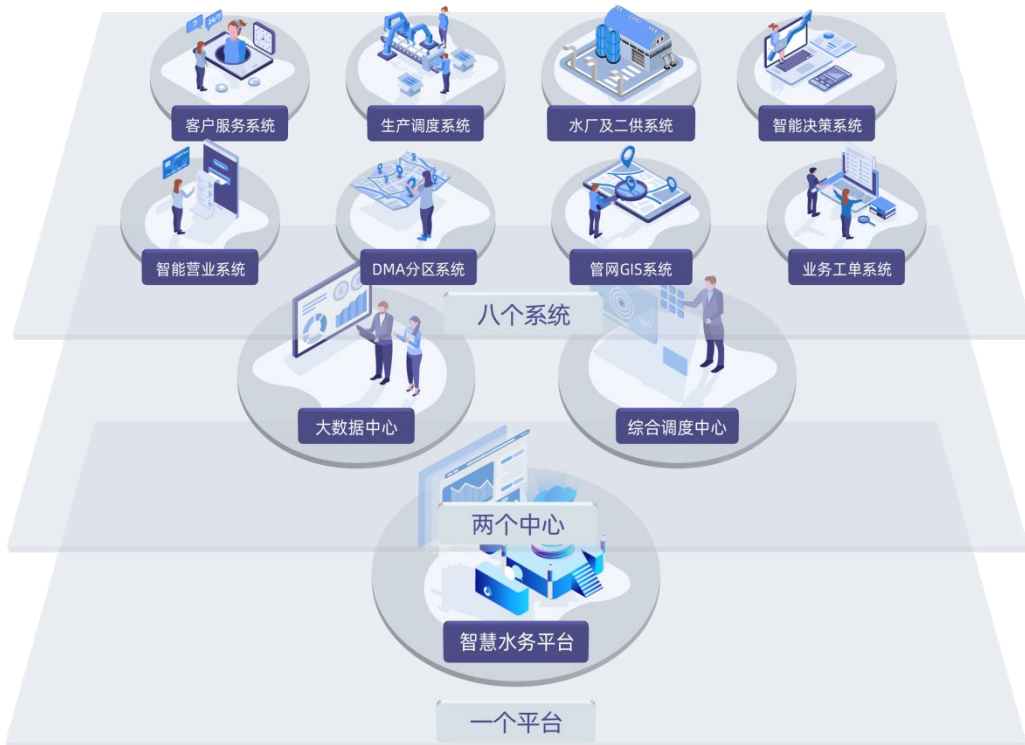 ?
24/7
客户服务系统
生产调度系统
水厂及二供系统
智能决策系统
智能营业系统
DMA分区系统
管网GIS系统
业务工单系统
八个系统
大数据中心
综合调度中心
两个中心
智慧水务平台
一个平台